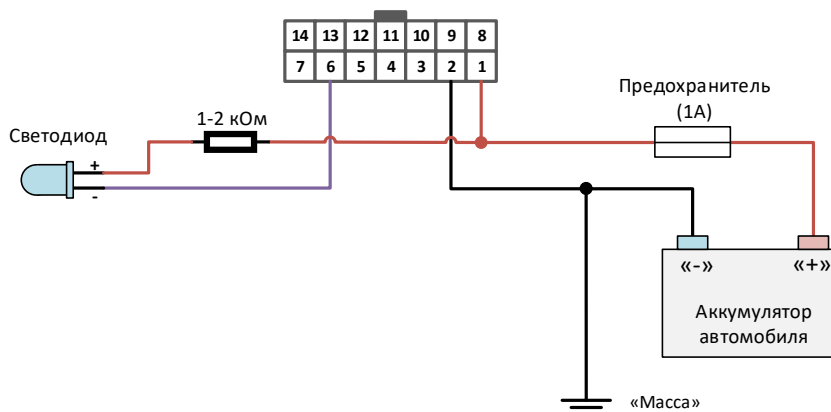 14 13 12 11 10 9 8
7 6 5 4 3 2 1
Предохранитель
(1А)
1-2 кОм
Светодиод
+
-
«-» «+»
Аккумулятор
автомобиля
«Масса»